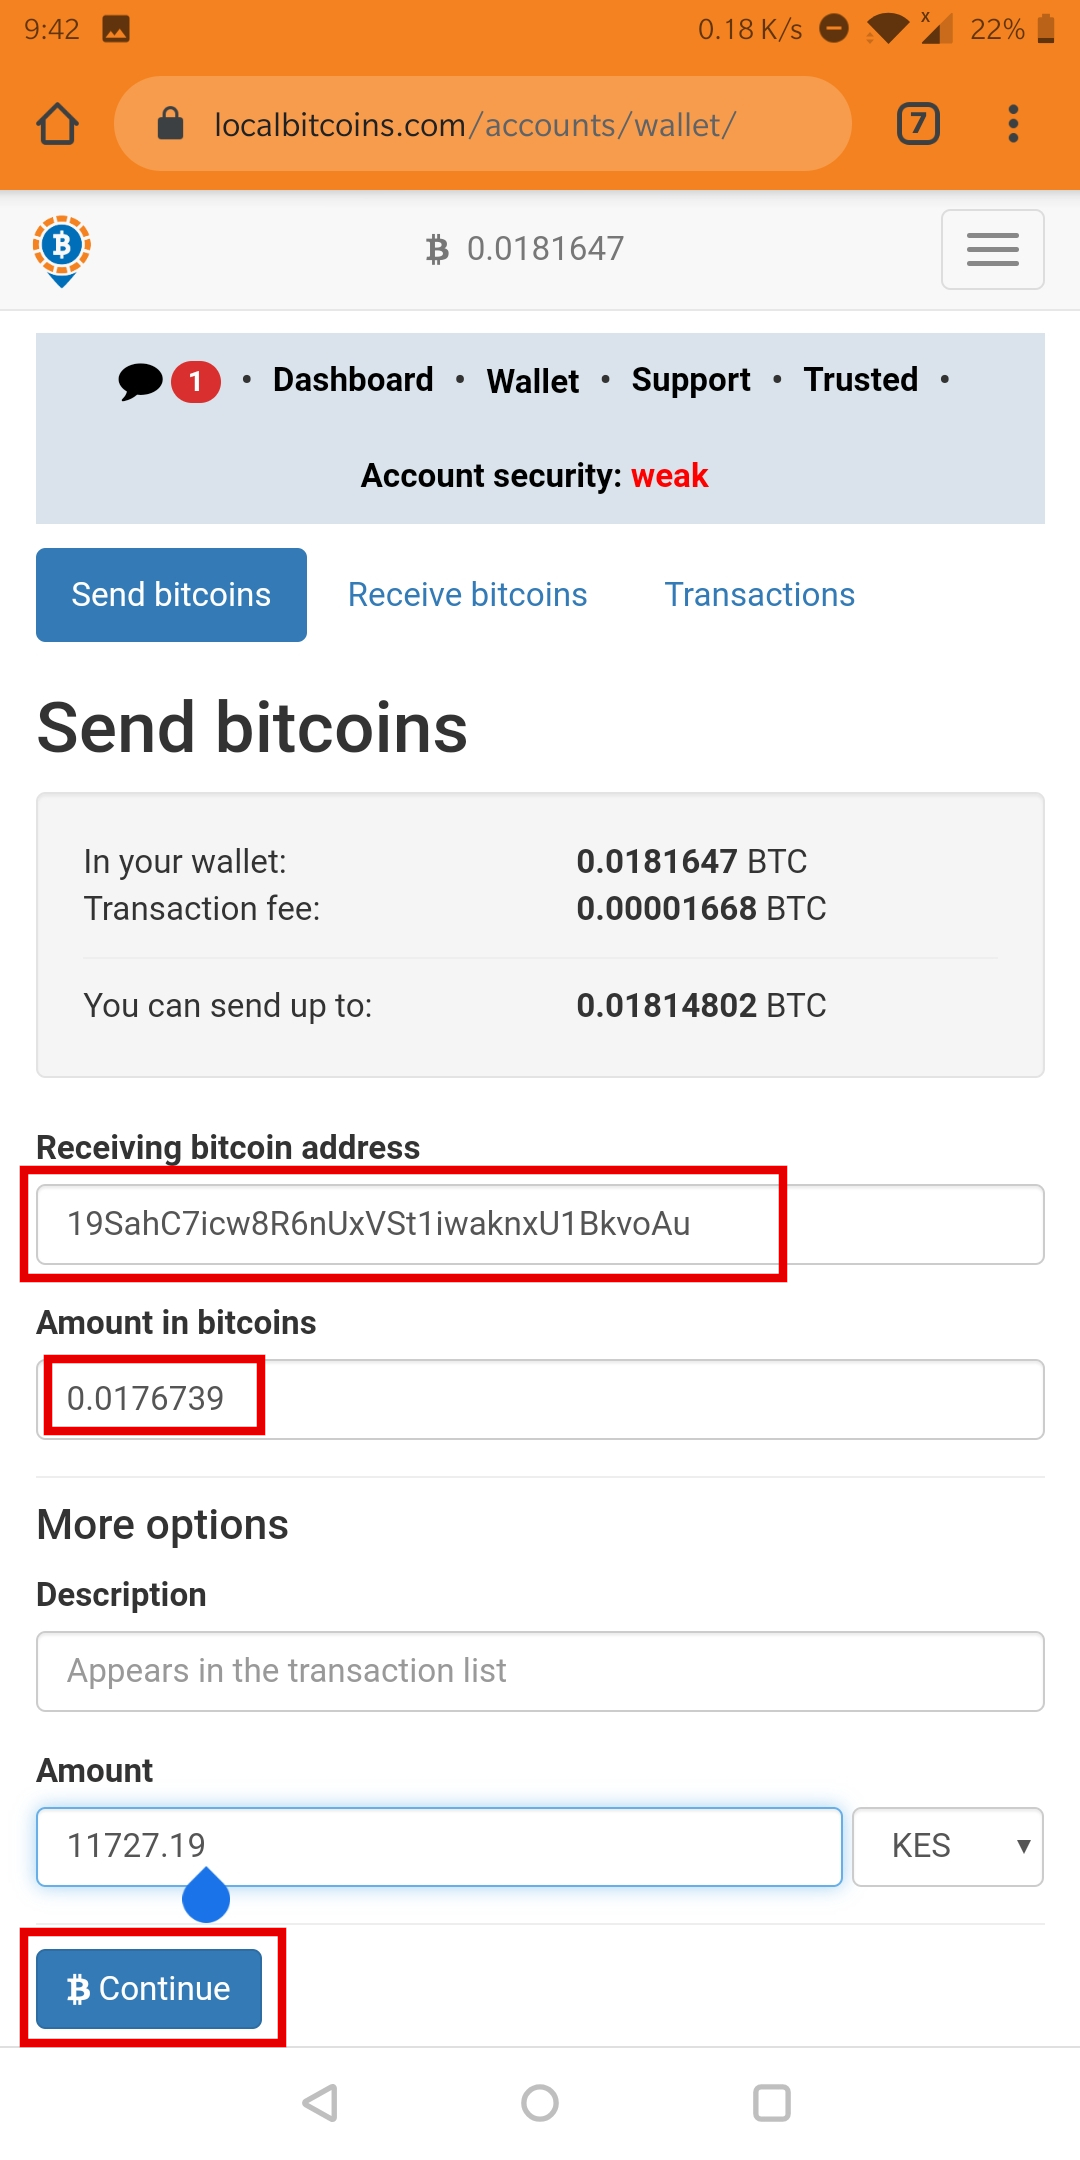 9:42 0.18 K/s x 22%
localbitcoins.com/accounts/wallet/ 7
0.0181647
1 • Dashboard • Wallet • Support • Trusted •
Account security: weak
Send bitcoins Receive bitcoins Transactions
Send bitcoins
In your wallet: 0.0181647 BTC
Transaction fee: 0.00001668 BTC
You can send up to: 0.01814802 BTC
Receiving bitcoin address
19SahC7icw8R6nUxVSt1iwaknxU1BkvoAu
Amount in bitcoins
0.0176739
More options
Description
Appears in the transaction list
Amount
11727.19 KES
Continue